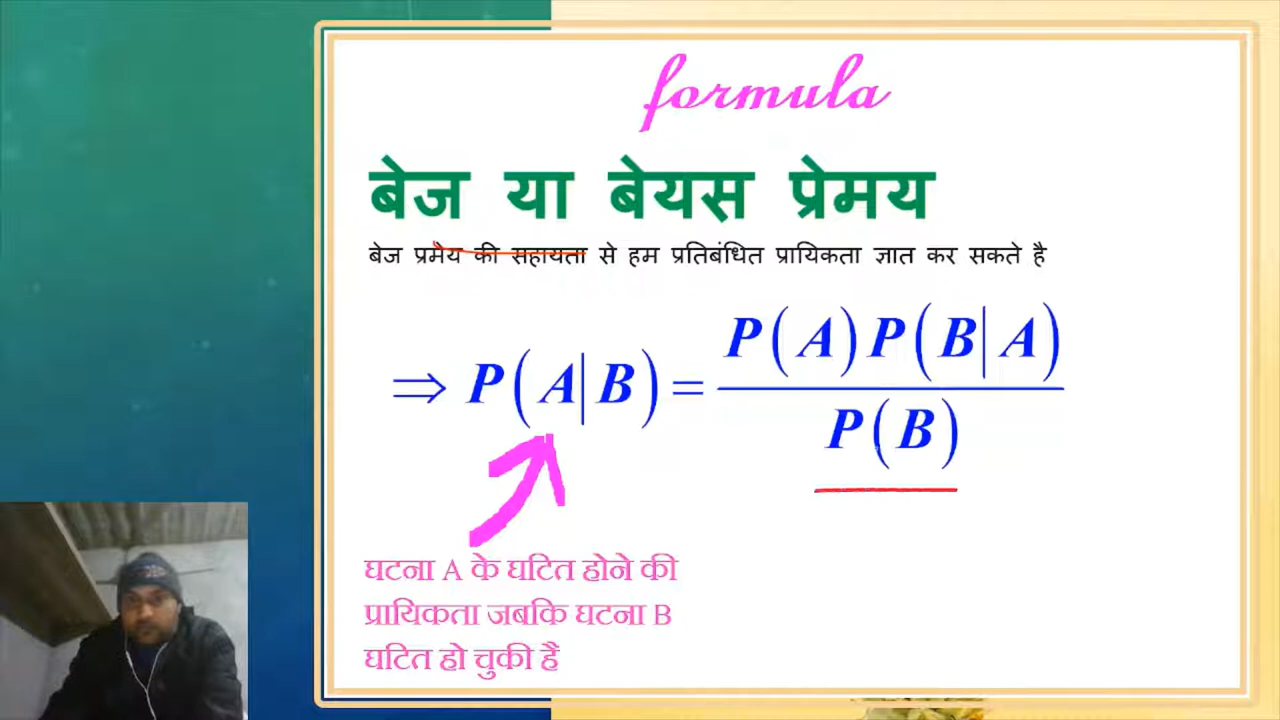 formula
बेज या बेयस प्रेमय
बेज प्रमेय की सहायता से हम प्रतिबंधित प्रायिकता ज्ञात कर सकते है
⇒ P(A|B) = P(A)P(B|A) / P(B)
घटना A के घटित होने की
प्रायिकता जबकि घटना B
घटित हो चुकी है